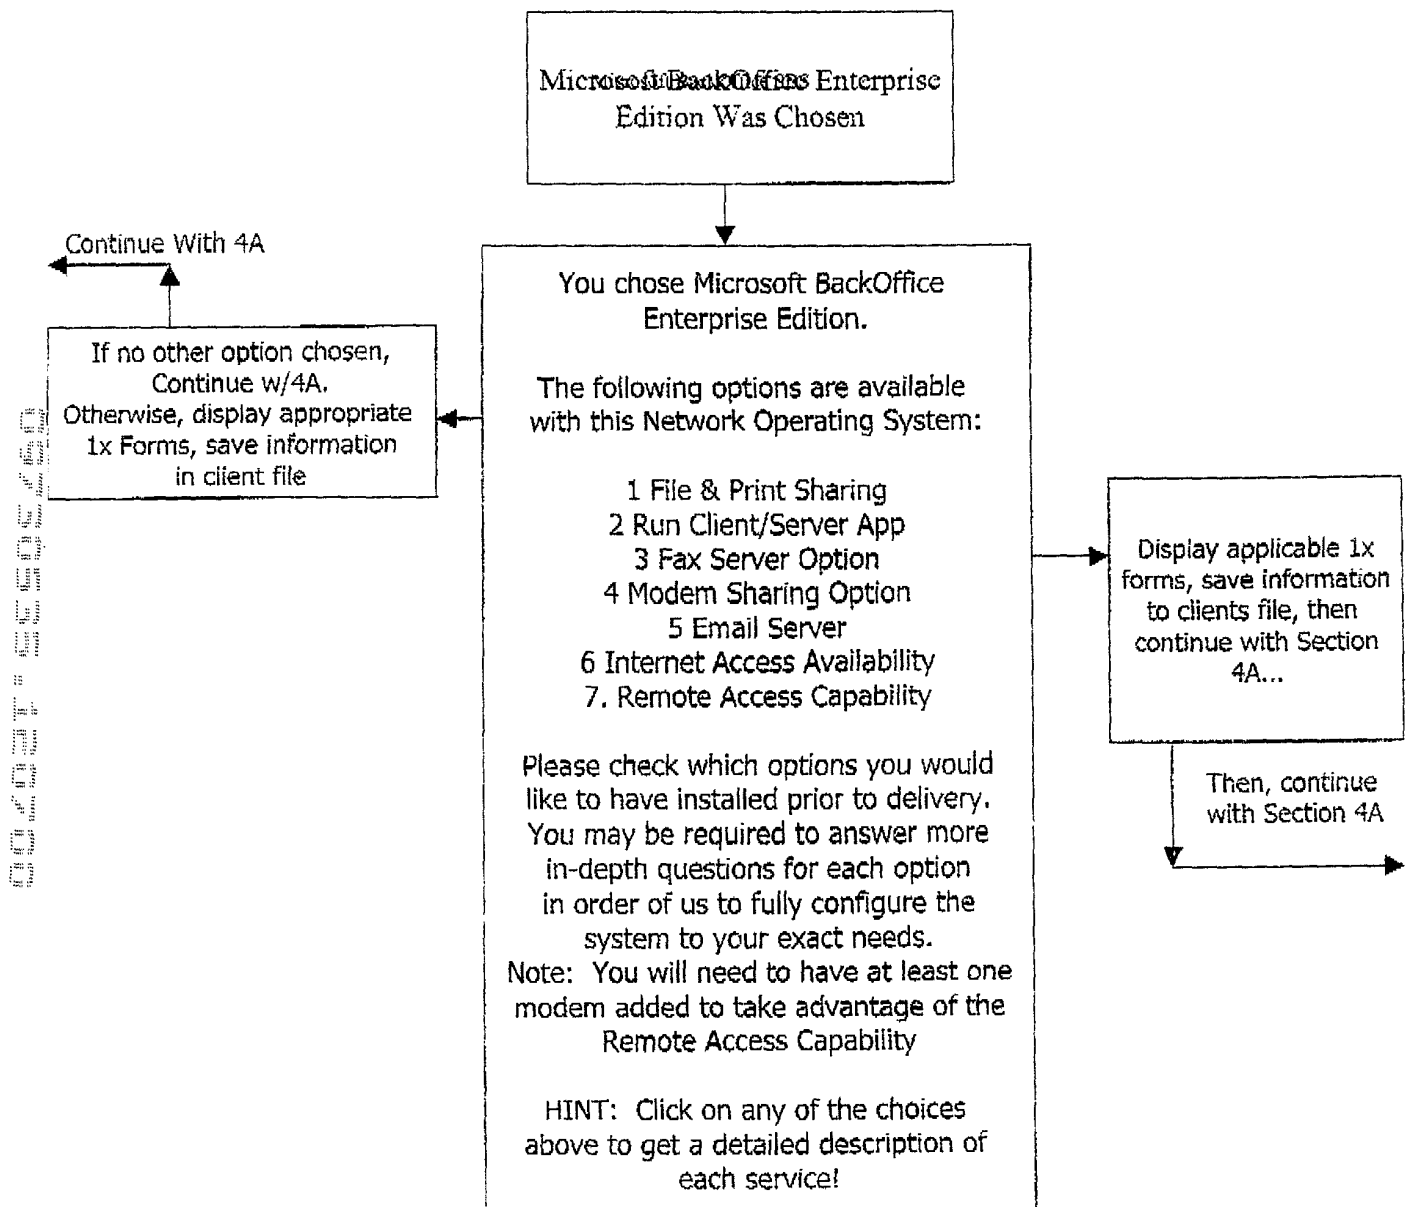 Microsoft BackOffice Enterprise
Edition Was Chosen
Continue With 4A
You chose Microsoft BackOffice
Enterprise Edition.
If no other option chosen,
Continue w/4A.
Otherwise, display appropriate
1x Forms, save information
in client file
The following options are available
with this Network Operating System:
1 File & Print Sharing
2 Run Client/Server App
3 Fax Server Option
4 Modem Sharing Option
5 Email Server
6 Internet Access Availability
7. Remote Access Capability
Display applicable 1x
forms, save information
to clients file, then
continue with Section
4A...
Then, continue
with Section 4A
Please check which options you would
like to have installed prior to delivery.
You may be required to answer more
in-depth questions for each option
in order of us to fully configure the
system to your exact needs.
Note: You will need to have at least one
modem added to take advantage of the
Remote Access Capability
HINT: Click on any of the choices
above to get a detailed description of
each service!